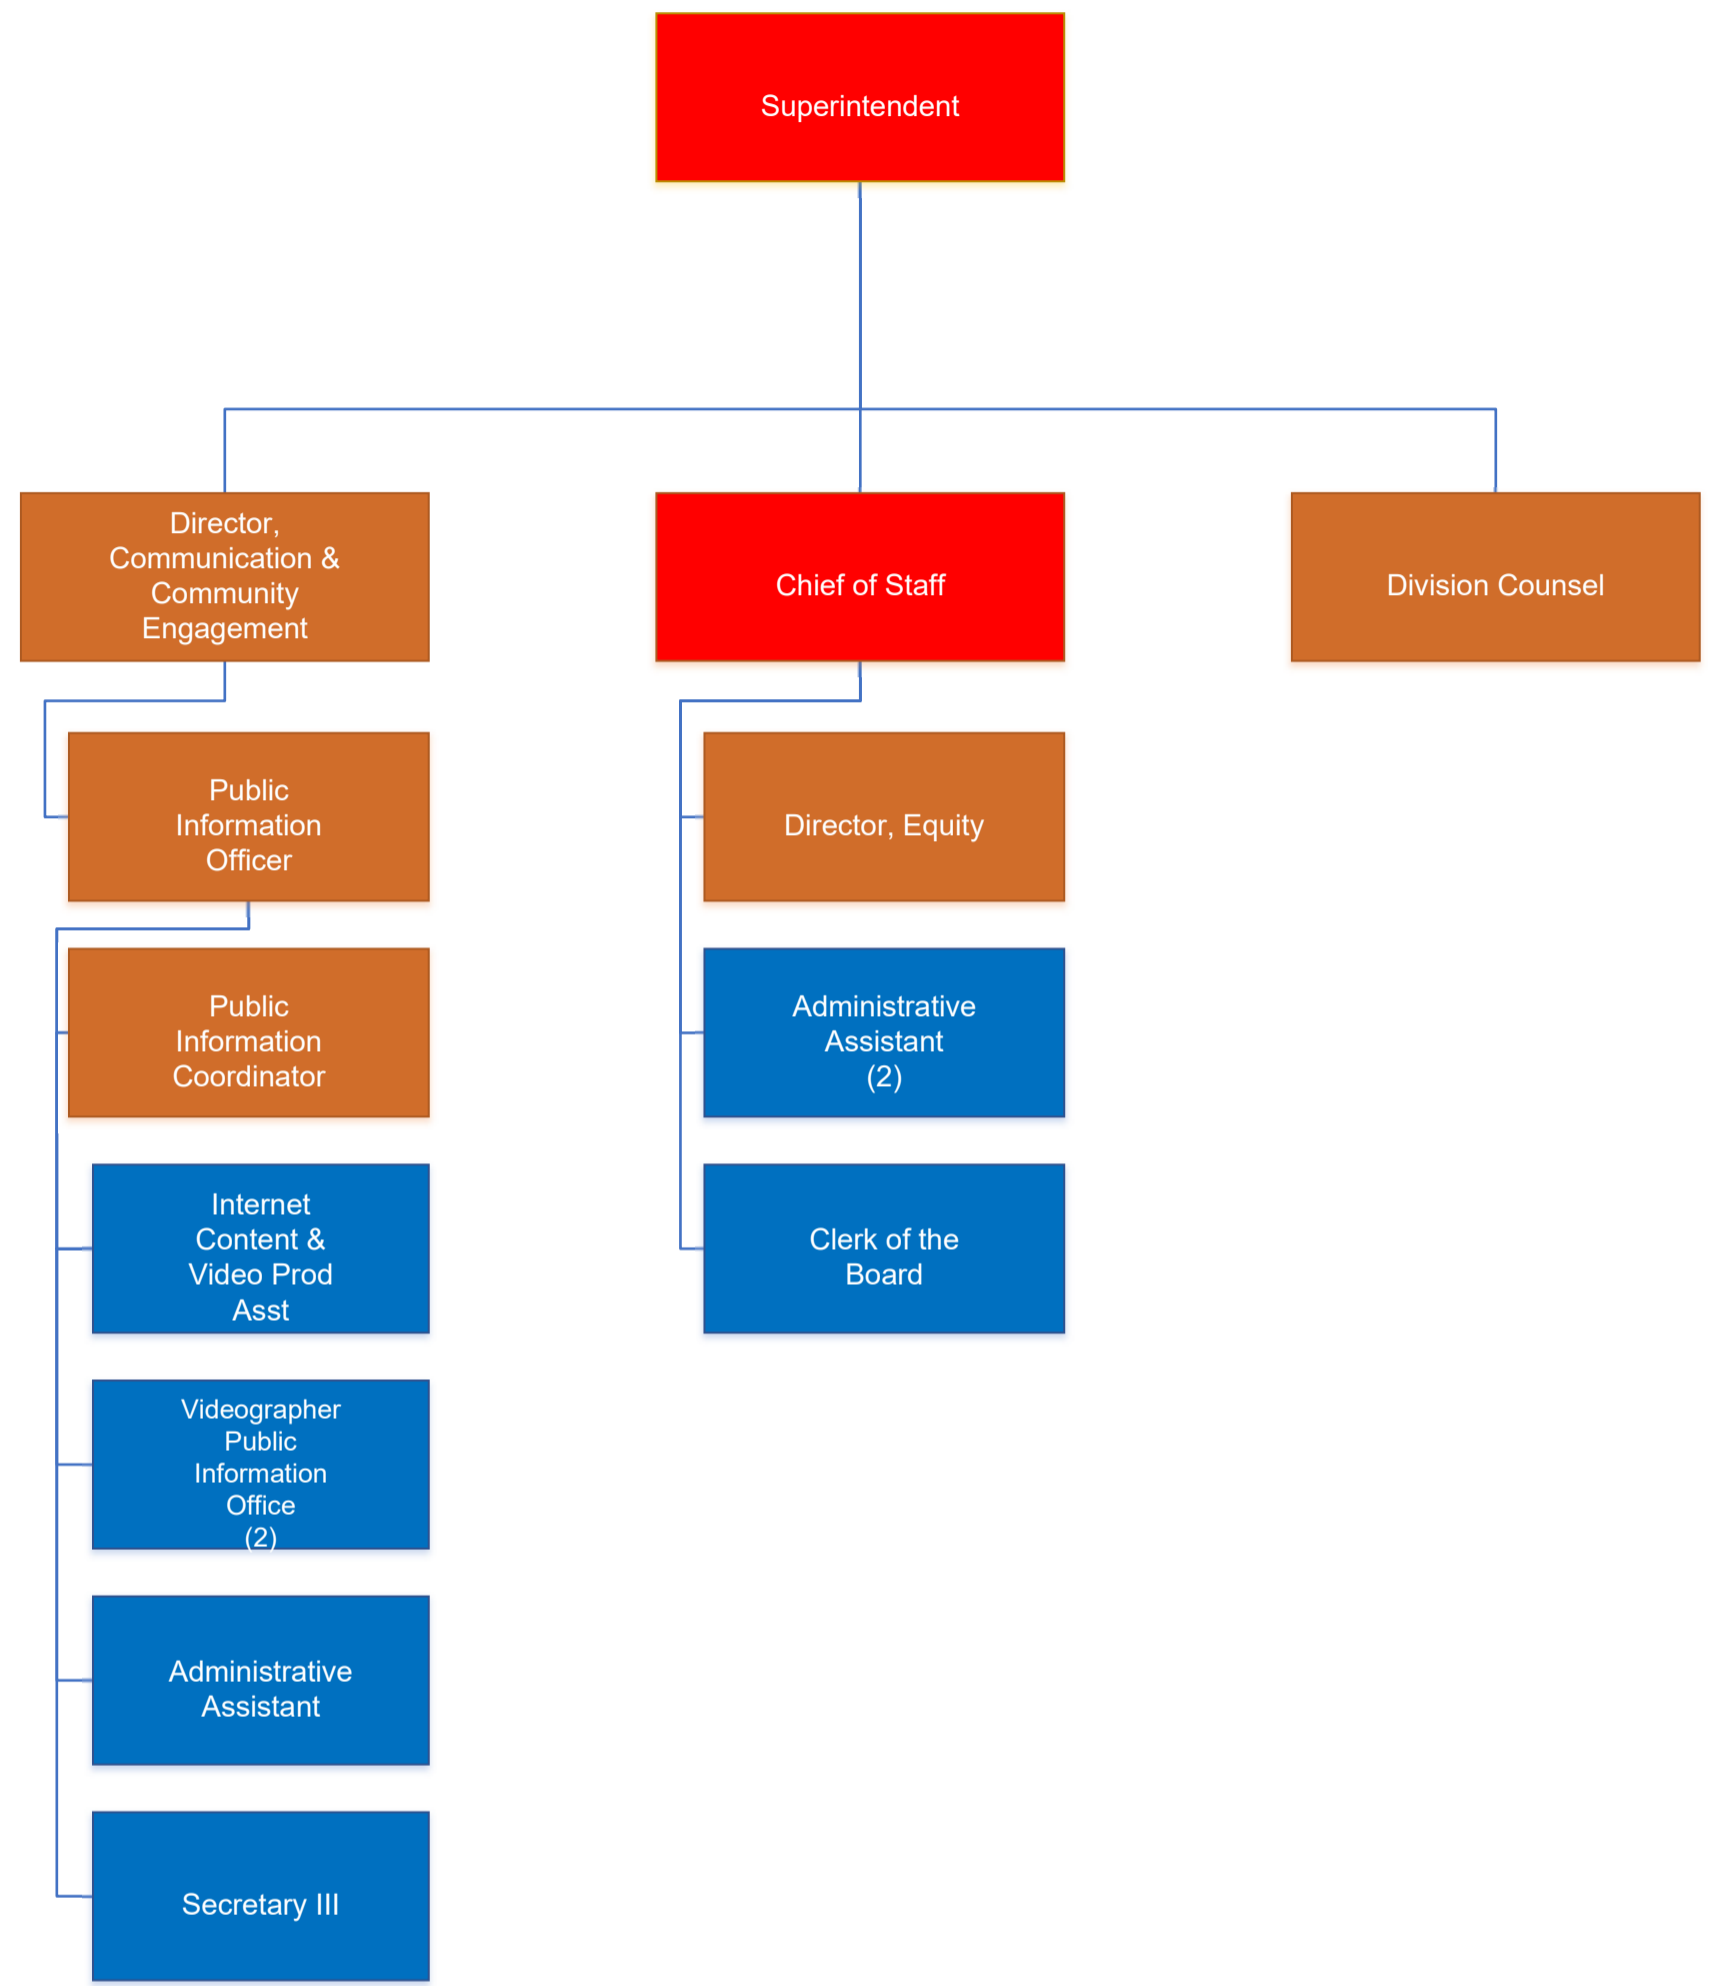 Superintendent
Director,
Communication &
Community
Engagement
Chief of Staff
Division Counsel
Public
Information
Officer
Director, Equity
Public
Information
Coordinator
Administrative
Assistant
(2)
Internet
Content &
Video Prod
Asst
Clerk of the
Board
Videographer
Public
Information
Office
(2)
Administrative
Assistant
Secretary III